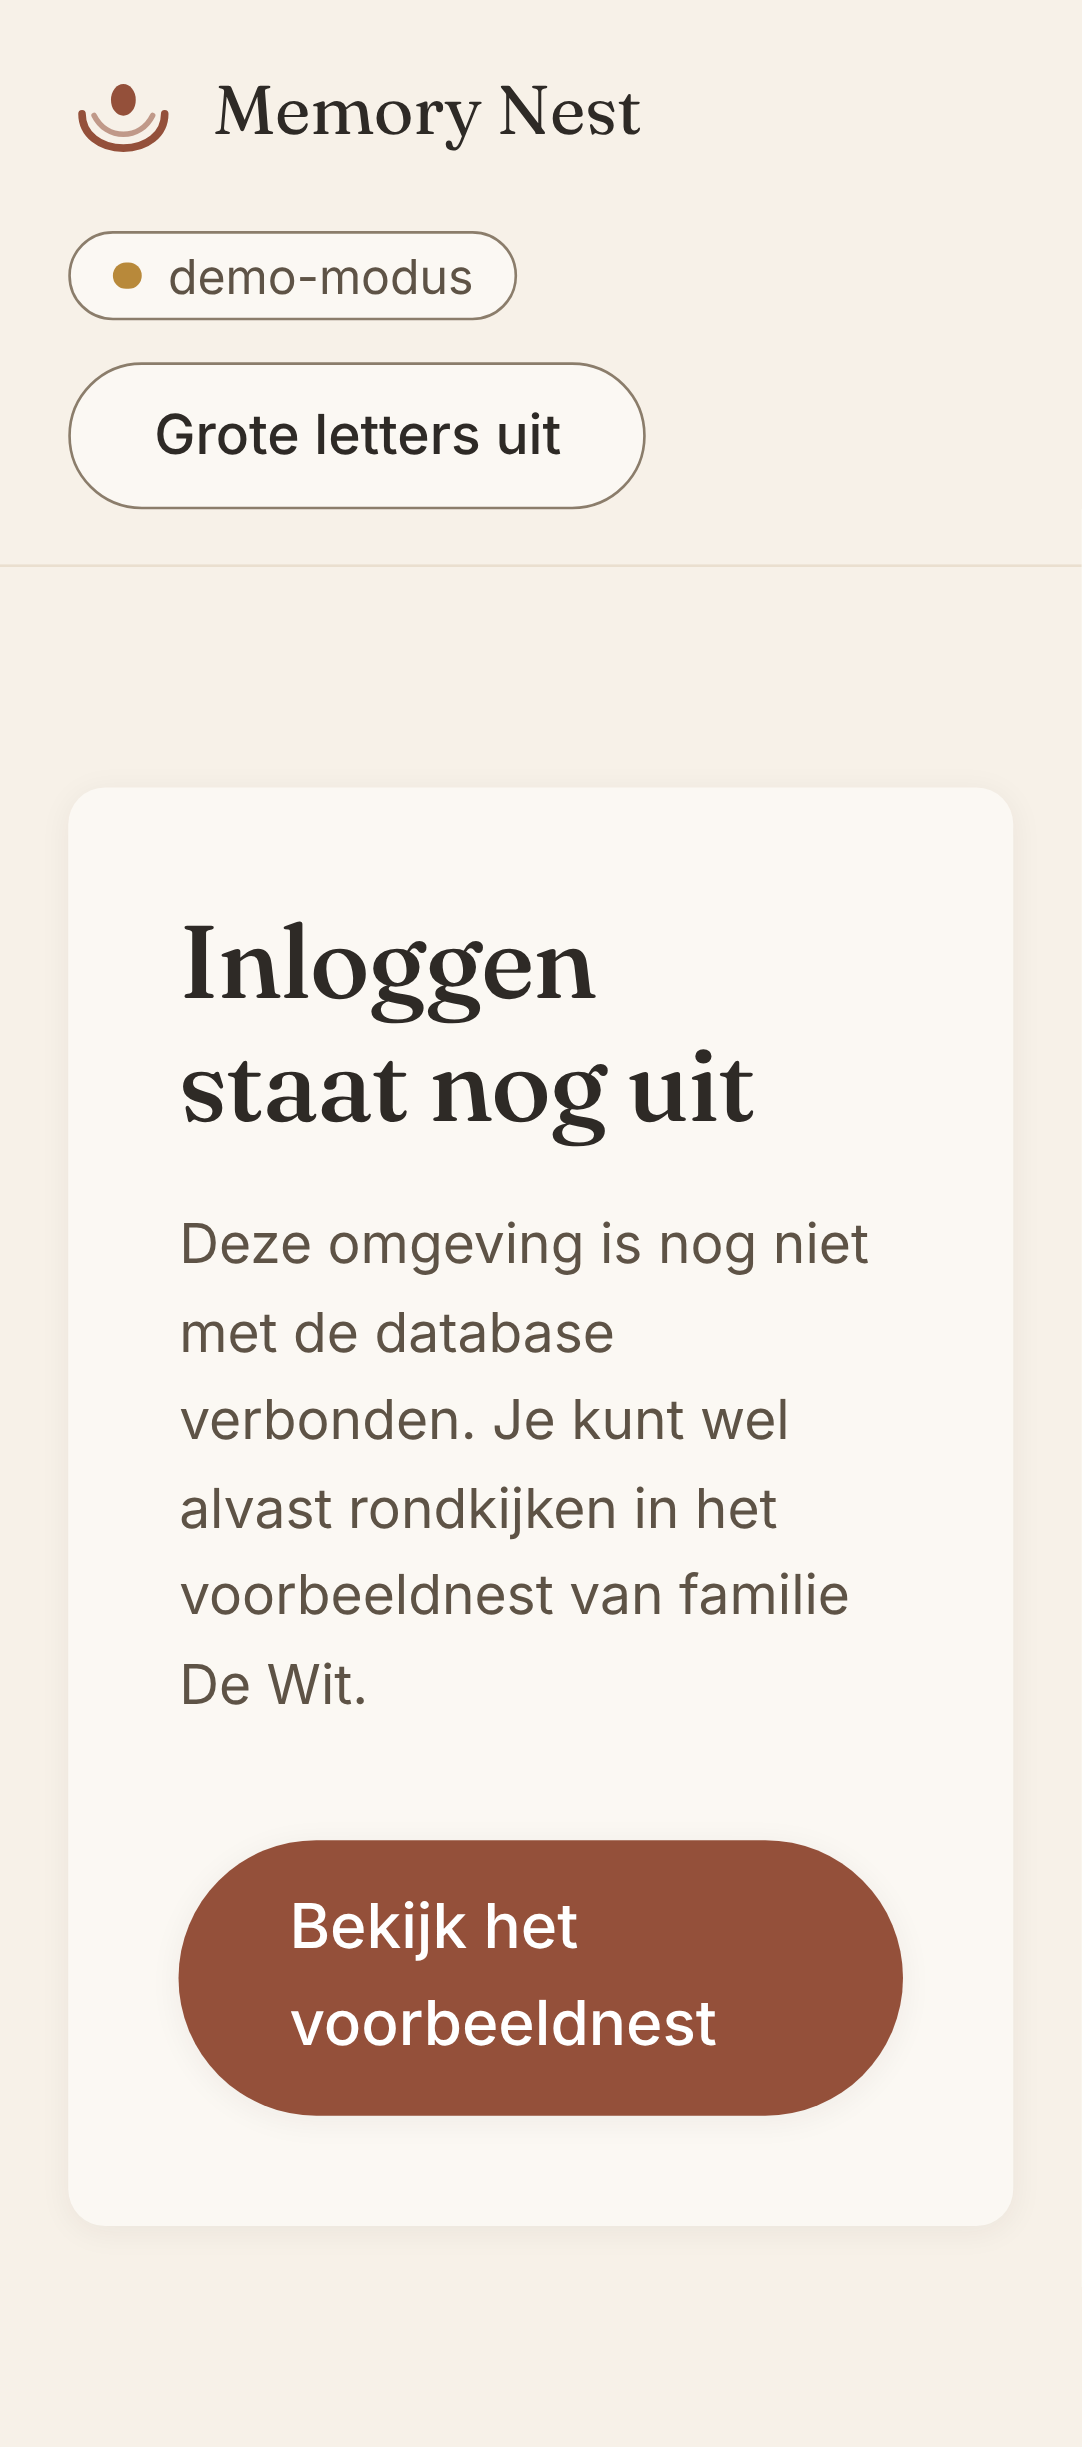 Memory Nest
demo-modus
Grote letters uit
Inloggen
staat nog uit
Deze omgeving is nog niet
met de database
verbonden. Je kunt wel
alvast rondkijken in het
voorbeeldnest van familie
De Wit.
Bekijk het
voorbeeldnest